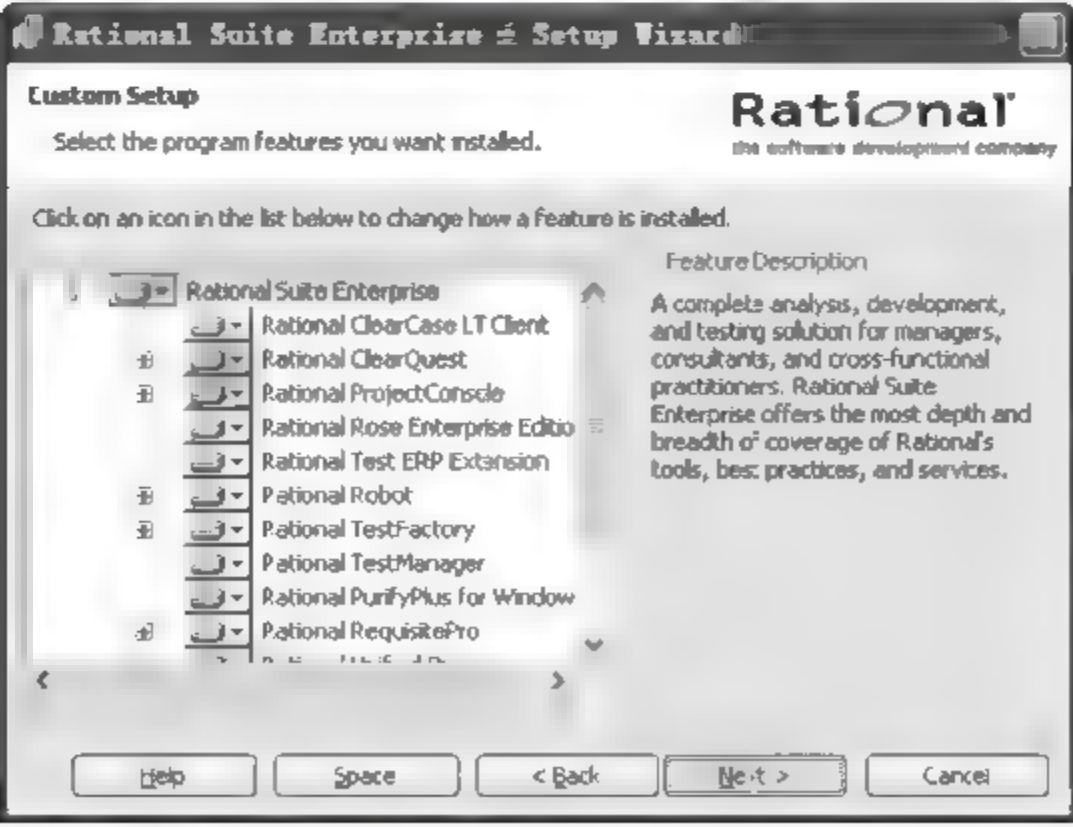 Rational Suite Enterprise Setup Wizard
Custom Setup
Select the program features you want installed.
Rational
the software development company
Click on an icon in the list below to change how a feature is installed.
Rational Suite Enterprise
Rational ClearCase LT Client
Rational ClearQuest
Rational ProjectConsole
Rational Rose Enterprise Editio
Rational Test ERP Extension
Rational Robot
Rational TestFactory
Rational TestManager
Rational PurifyPlus for Window
Rational RequisitePro
Feature Description
A complete analysis, development,
and testing solution for managers,
consultants, and cross-functional
practitioners. Rational Suite
Enterprise offers the most depth and
breadth of coverage of Rational's
tools, best practices, and services.
Help
Space
< Back
Next >
Cancel